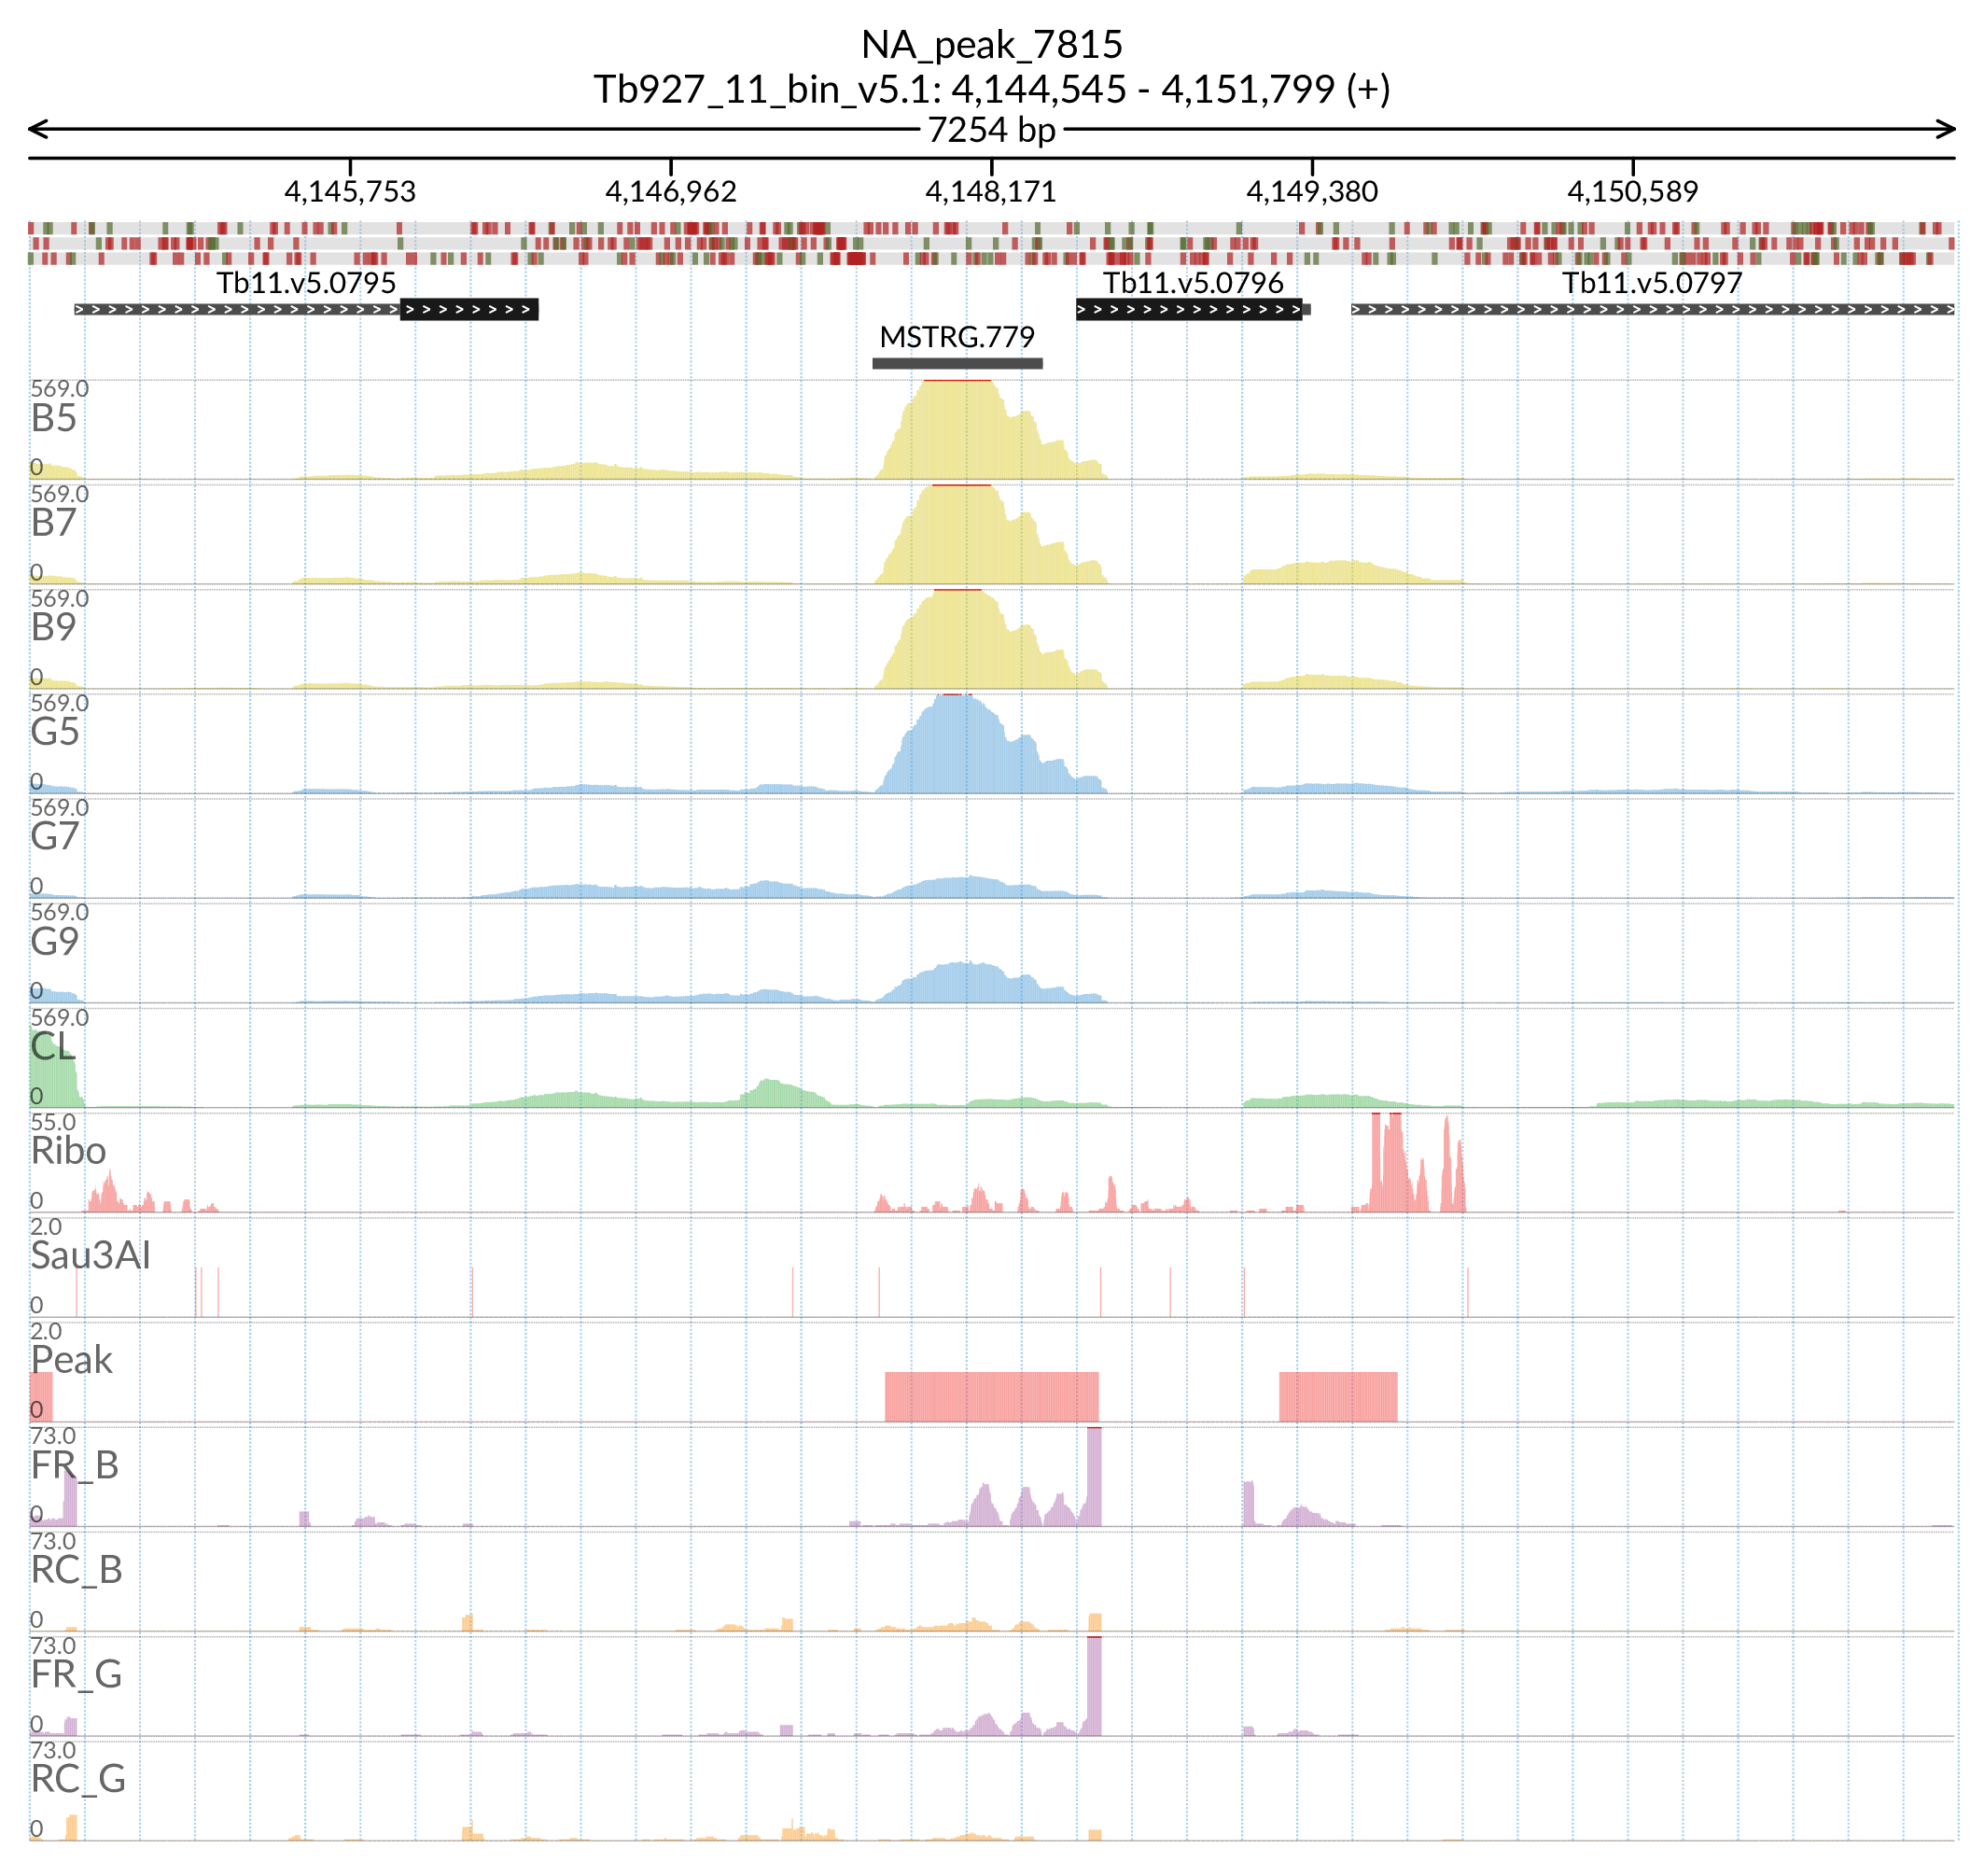 NA_peak_7815
Tb927_11_bin_v5.1: 4,144,545 - 4,151,799 (+)
7254 bp
4,145,753 4,146,962 4,148,171 4,149,380 4,150,589
Tb11.v5.0795 Tb11.v5.0796 Tb11.v5.0797
MSTRG.779
569.0
B5
0
569.0
B7
0
569.0
B9
0
569.0
G5
0
569.0
G7
0
569.0
G9
0
569.0
CL
0
55.0
Ribo
0
2.0
Sau3AI
0
2.0
Peak
0
73.0
FR_B
0
73.0
RC_B
0
73.0
FR_G
0
73.0
RC_G
0